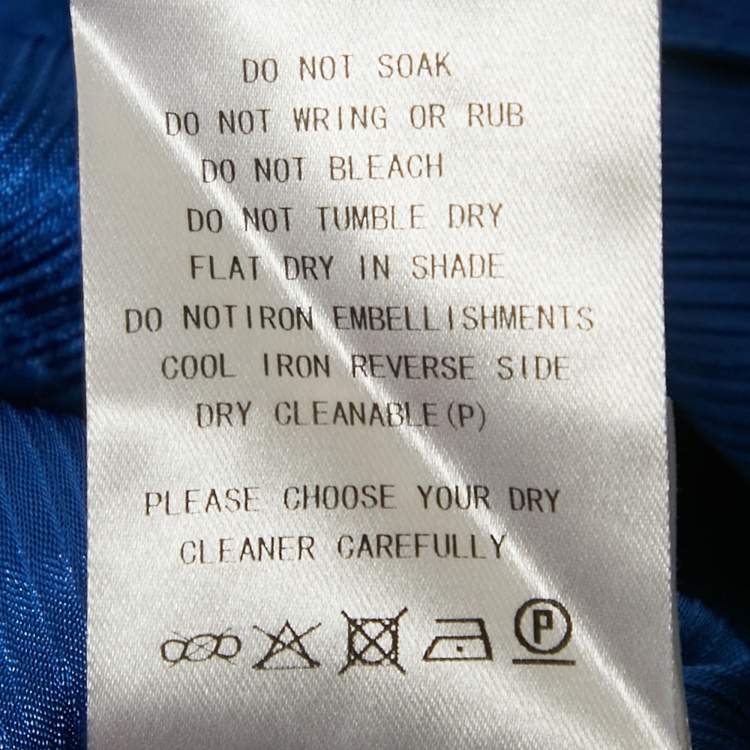 DO NOT SOAK
DO NOT WRING OR RUB
DO NOT BLEACH
DO NOT TUMBLE DRY
FLAT DRY IN SHADE
DO NOTIRON EMBELLISHMENTS
COOL IRON REVERSE SIDE
DRY CLEANABLE(P)
PLEASE CHOOSE YOUR DRY
CLEANER CAREFULLY
P